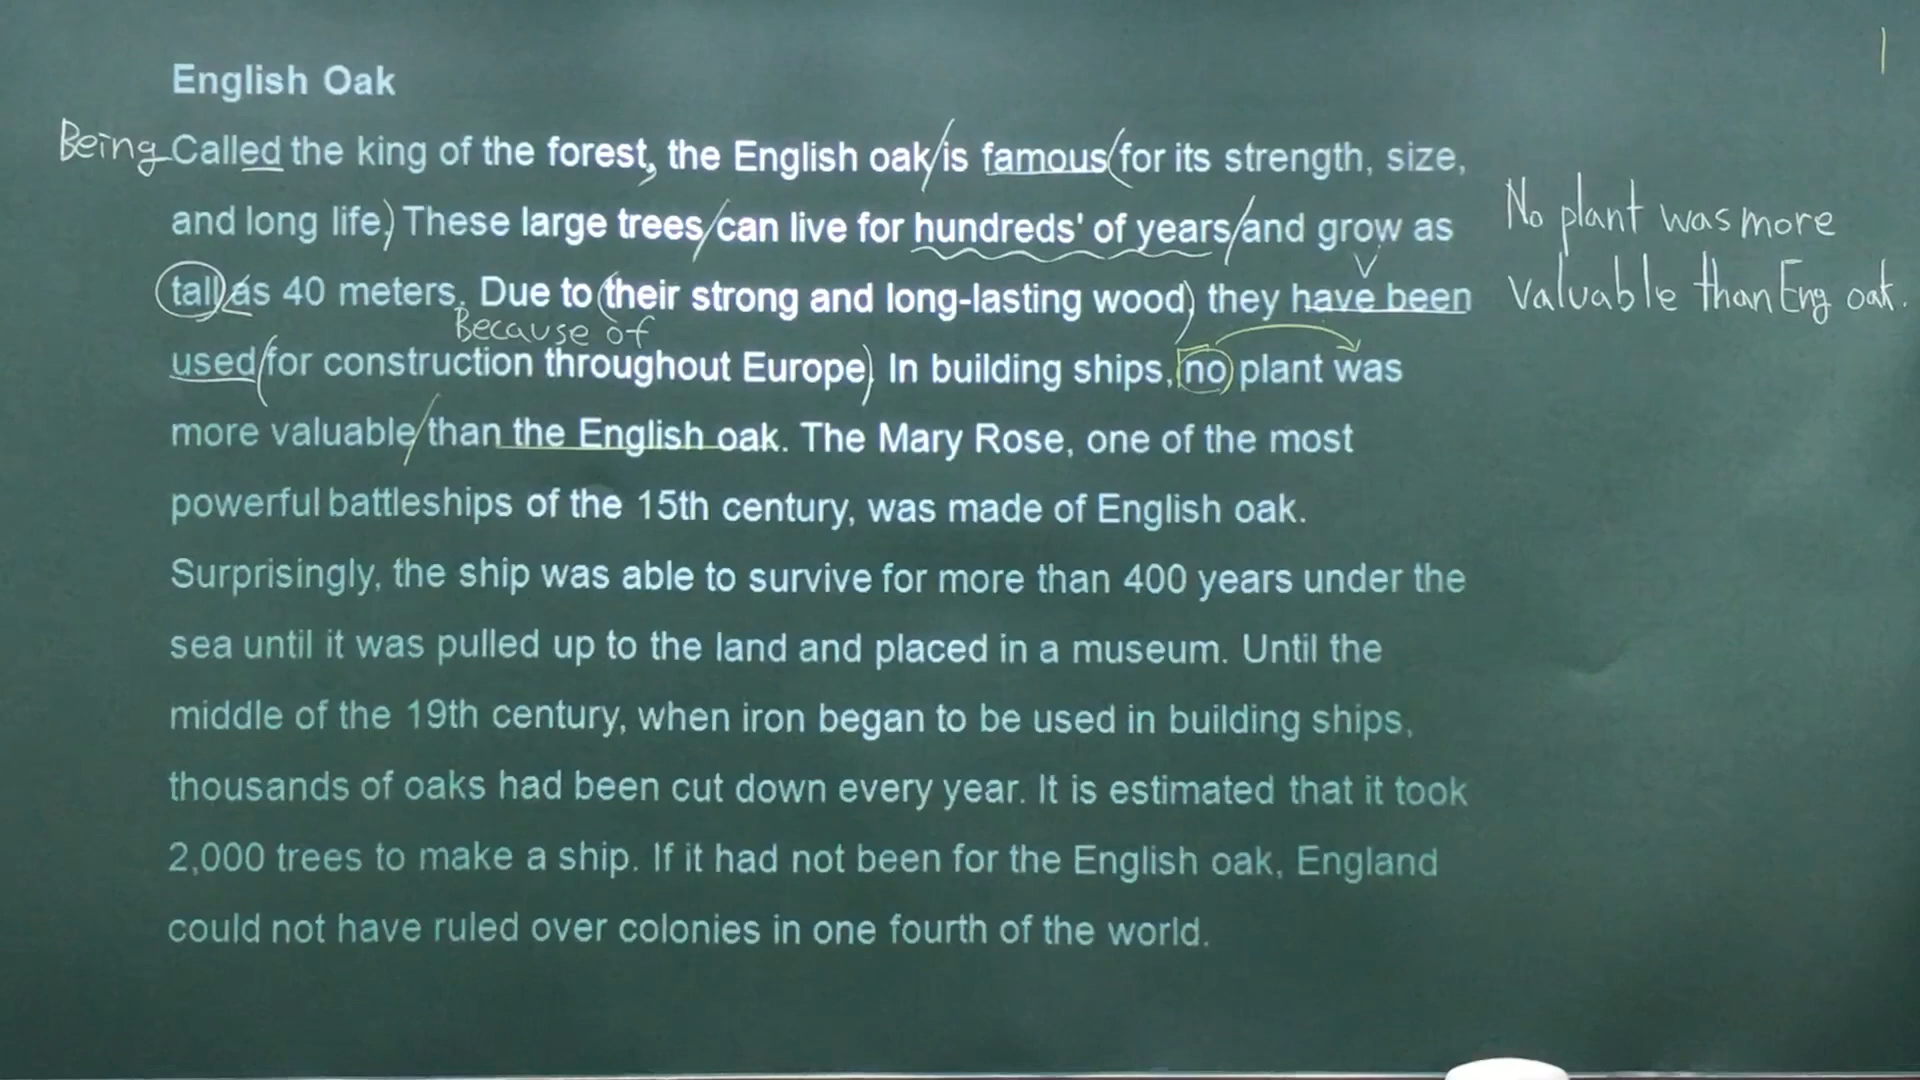 English Oak
Being Called the king of the forest, the English oak is famous for its strength, size,
and long life. These large trees can live for hundreds' of years and grow as
tall as 40 meters. Due to their strong and long-lasting wood, they have been
Because of
used for construction throughout Europe. In building ships, no plant was
more valuable than the English oak. The Mary Rose, one of the most
powerful battleships of the 15th century, was made of English oak.
Surprisingly, the ship was able to survive for more than 400 years under the
sea until it was pulled up to the land and placed in a museum. Until the
middle of the 19th century, when iron began to be used in building ships,
thousands of oaks had been cut down every year. It is estimated that it took
2,000 trees to make a ship. If it had not been for the English oak, England
could not have ruled over colonies in one fourth of the world.
No plant was more
valuable than Eng oak.